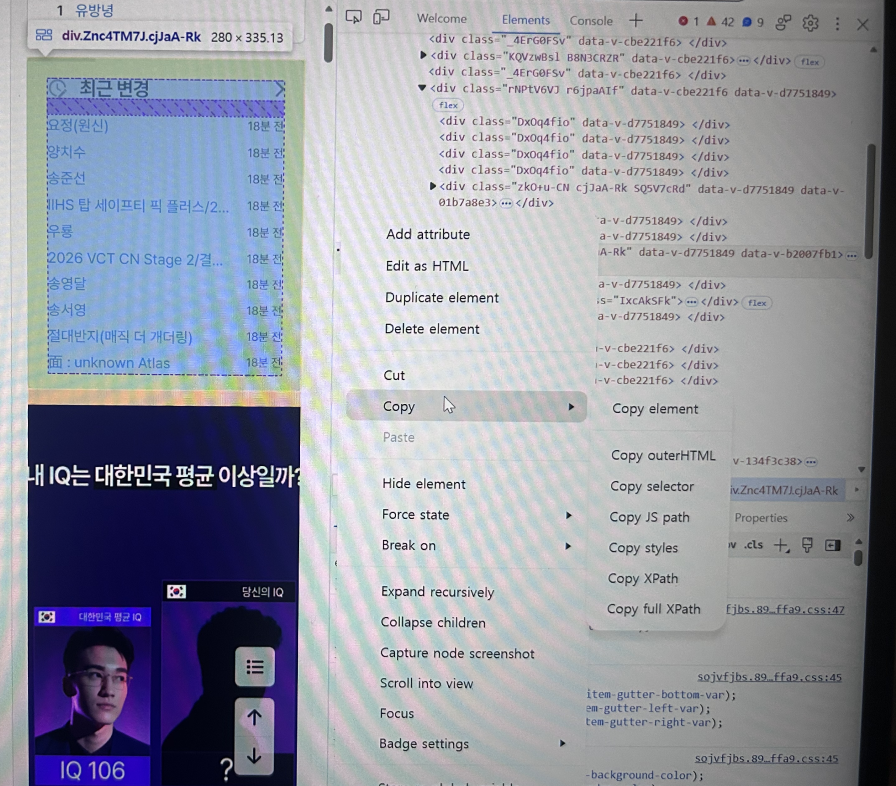 1 유방녕
div.Znc4TM7J.cjJaA-Rk 280 × 335.13
최근 변경
요정(원신) 18분 전
양치수 18분 전
송준선 18분 전
IIHS 탑 세이프티 픽 플러스/2... 18분 전
우룡 18분 전
2026 VCT CN Stage 2/결... 18분 전
송영달 18분 전
송서영 18분 전
절대반지(매직 더 개더링) 18분 전
面 : unknown Atlas 18분 전
내 IQ는 대한민국 평균 이상일까?
대한민국 평균 IQ
당신의 IQ
IQ 106
?
Welcome Elements Console 1 42 9
<div class="_4ErG0FSv" data-v-cbe221f6> </div>
<div class="KQVzwBsl B8N3CRZR" data-v-cbe221f6>⋯</div> flex
<div class="_4ErG0FSv" data-v-cbe221f6> </div>
<div class="rNPtV6VJ r6jpaAIf" data-v-cbe221f6 data-v-d7751849>
flex
<div class="DxOq4fio" data-v-d7751849> </div>
<div class="DxOq4fio" data-v-d7751849> </div>
<div class="DxOq4fio" data-v-d7751849> </div>
<div class="DxOq4fio" data-v-d7751849> </div>
<div class="zkO+u-CN cjJaA-Rk SQ5V7cRd" data-v-d7751849 data-v-
01b7a8e3>⋯</div>
a-v-d7751849> </div>
a-v-d7751849> </div>
A-Rk" data-v-d7751849 data-v-b2007fb1>⋯
a-v-d7751849> </div>
s="IxcAkSFk">⋯</div> flex
a-v-d7751849> </div>
-v-cbe221f6> </div>
-v-cbe221f6> </div>
-v-cbe221f6> </div>
v-134f3c38>⋯
iv.Znc4TM7J.cjJaA-Rk
Properties
ov .cls
Add attribute
Edit as HTML
Duplicate element
Delete element
Cut
Copy
Paste
Hide element
Force state
Break on
Expand recursively
Collapse children
Capture node screenshot
Scroll into view
Focus
Badge settings
Copy element
Copy outerHTML
Copy selector
Copy JS path
Copy styles
Copy XPath
Copy full XPath
fjbs.89…ffa9.css:47
sojvfjbs.89…ffa9.css:45
item-gutter-bottom-var);
em-gutter-left-var);
tem-gutter-right-var);
sojvfjbs.89…ffa9.css:45
-background-color);